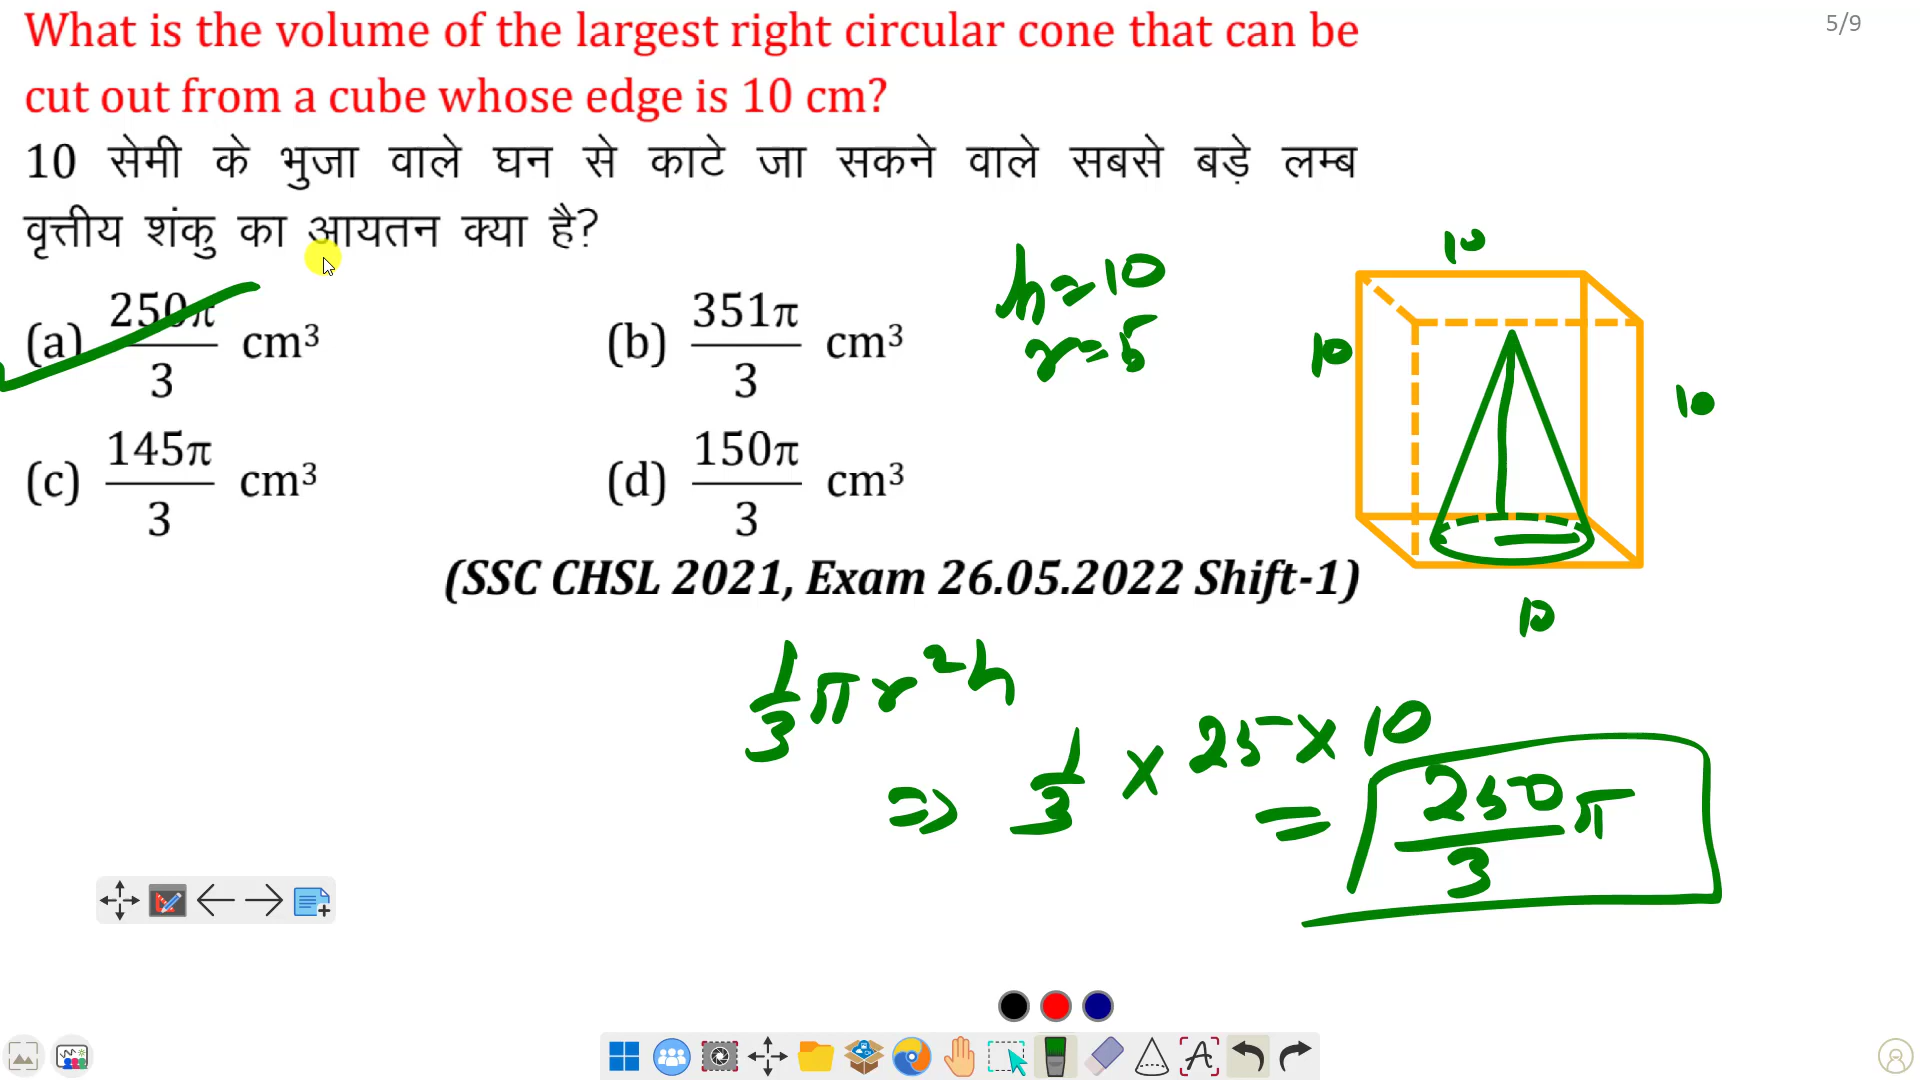 What is the volume of the largest right circular cone that can be
5/9
cut out from a cube whose edge is 10 cm?
10 सेमी के भुजा वाले घन से काटे जा सकने वाले सबसे बड़े लम्ब
वृत्तीय शंकु का आयतन क्या है?
(a) 250π/3 cm³
(b) 351π/3 cm³
(c) 145π/3 cm³
(d) 150π/3 cm³
(SSC CHSL 2021, Exam 26.05.2022 Shift-1)
h=10
r=5
10
10
10
10
1/3 πr²h
⇒ 1/3 × 25 × 10
= 250/3 π